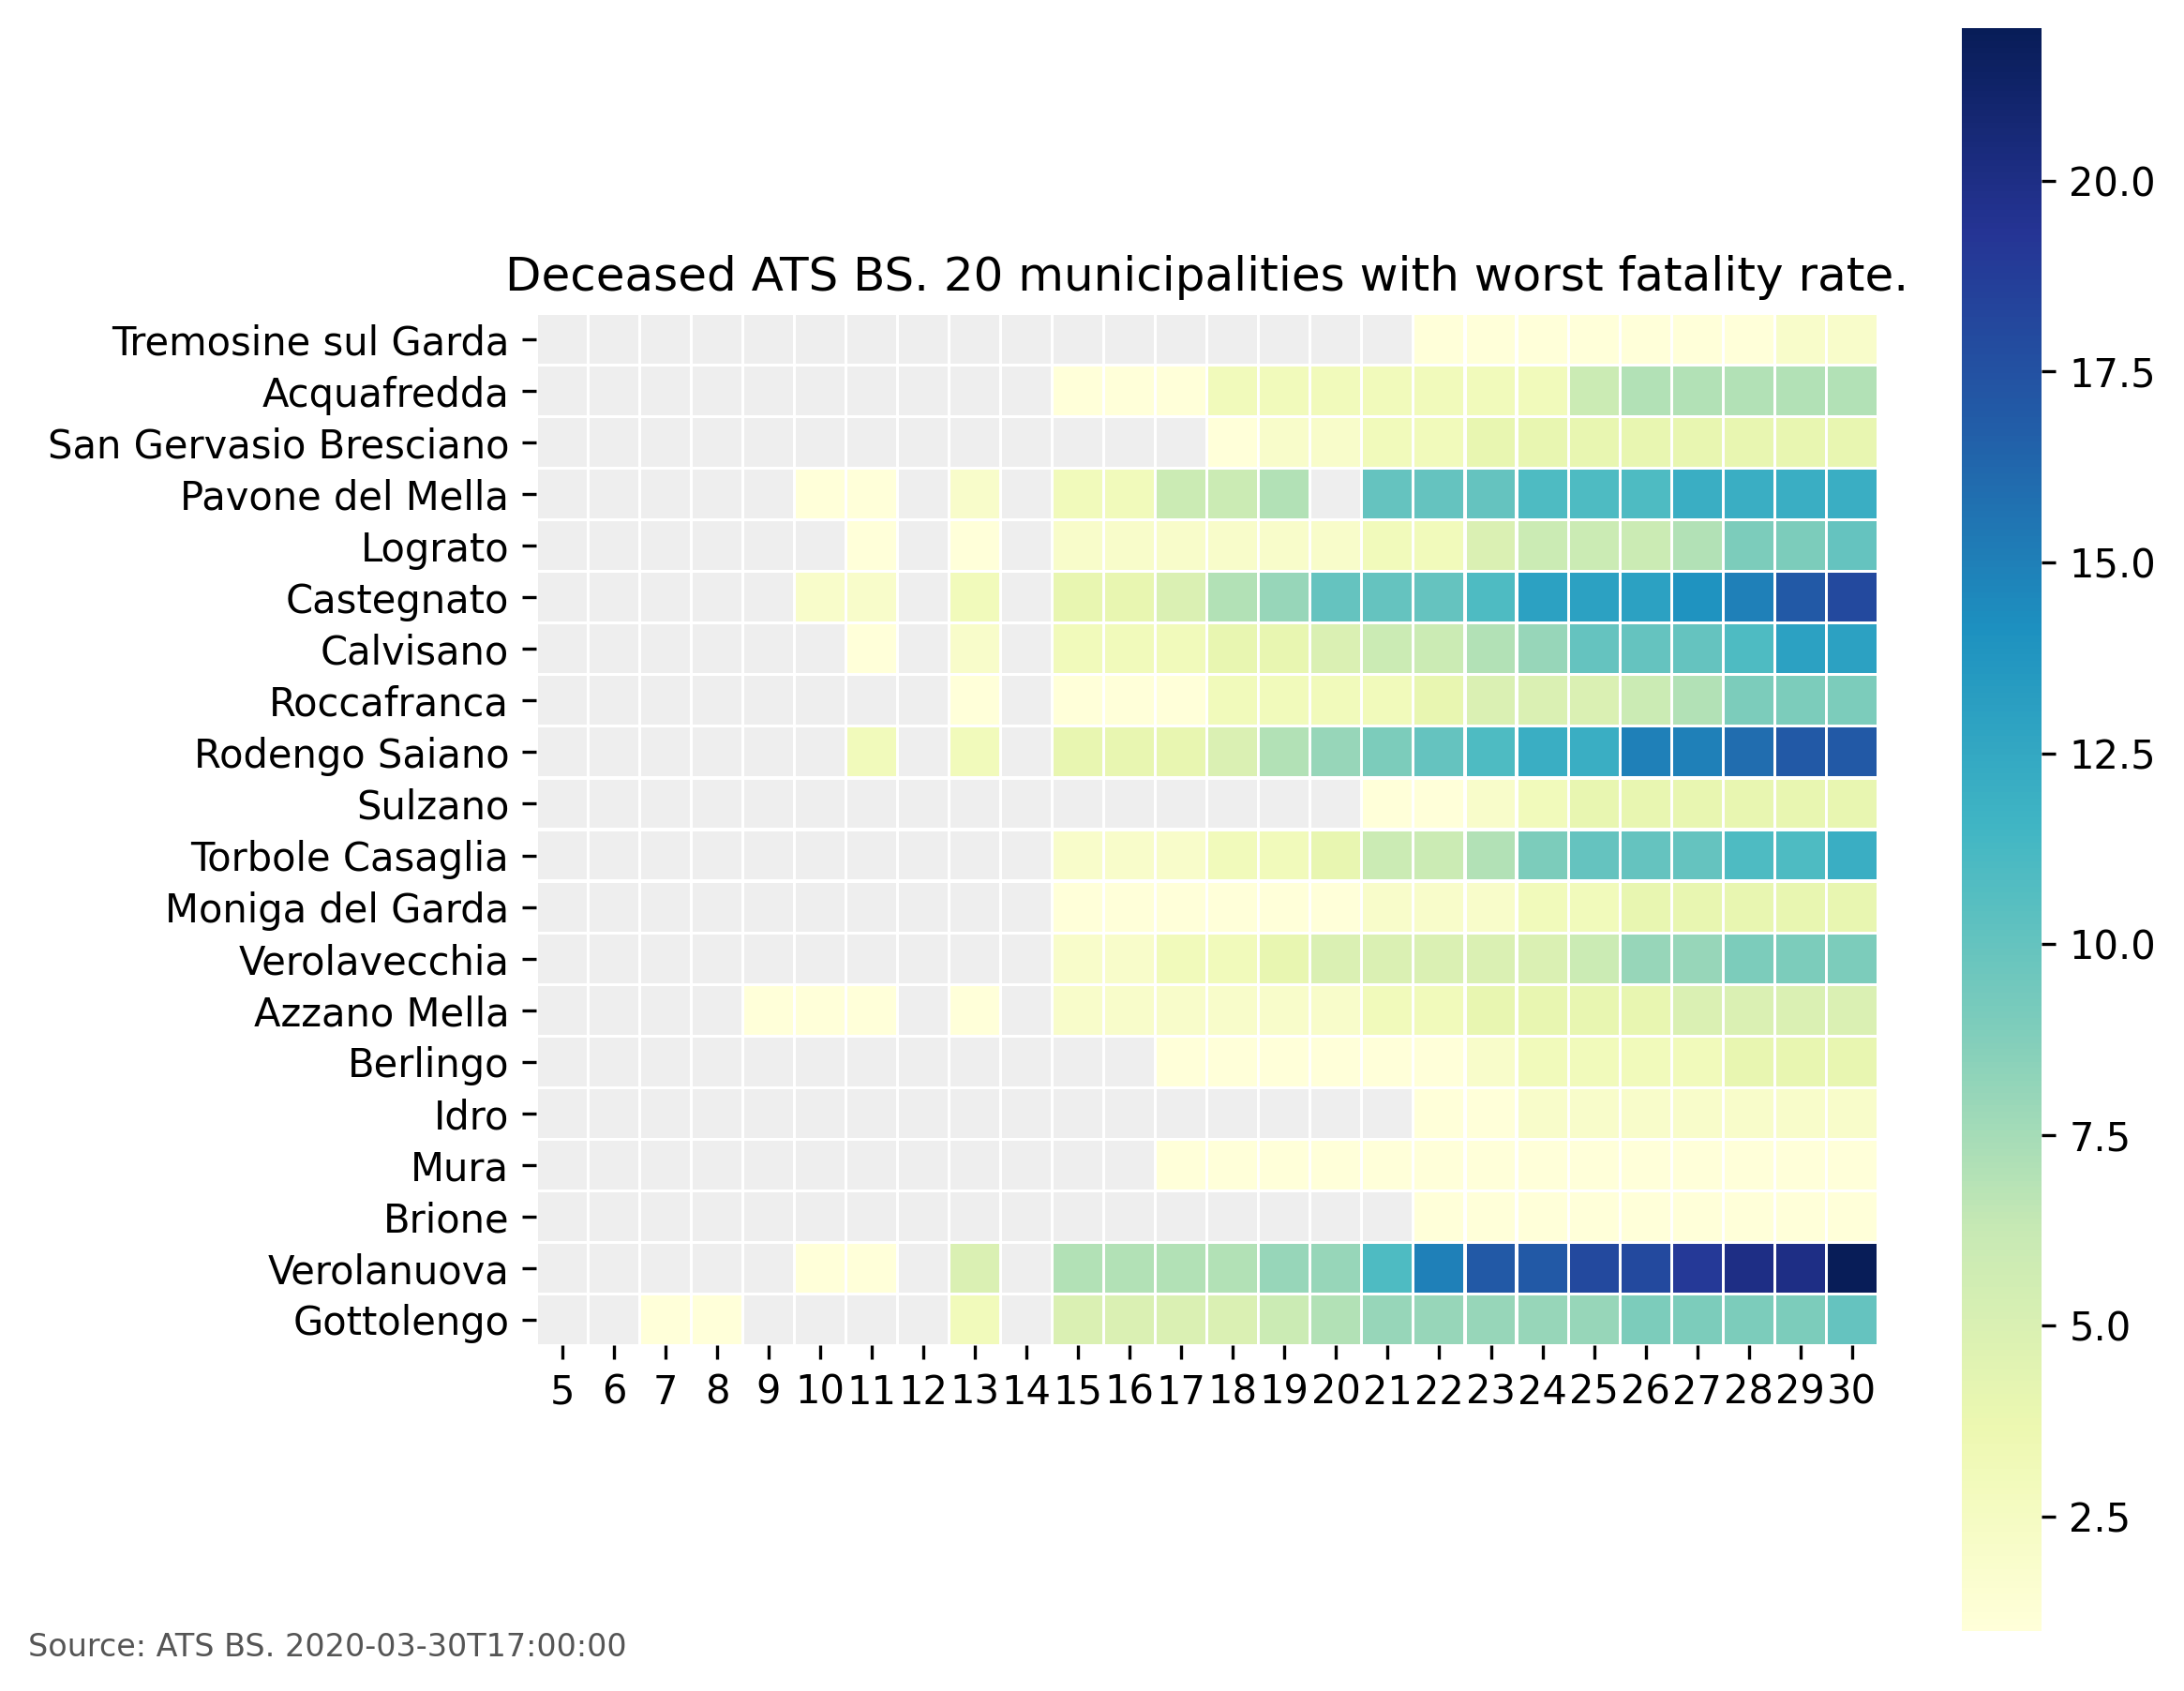 Deceased ATS BS. 20 municipalities with worst fatality rate.
Tremosine sul Garda
Acquafredda
San Gervasio Bresciano
Pavone del Mella
Lograto
Castegnato
Calvisano
Roccafranca
Rodengo Saiano
Sulzano
Torbole Casaglia
Moniga del Garda
Verolavecchia
Azzano Mella
Berlingo
Idro
Mura
Brione
Verolanuova
Gottolengo
5 6 7 8 9 10 11 12 13 14 15 16 17 18 19 20 21 22 23 24 25 26 27 28 29 30
20.0
17.5
15.0
12.5
10.0
7.5
5.0
2.5
Source: ATS BS. 2020-03-30T17:00:00